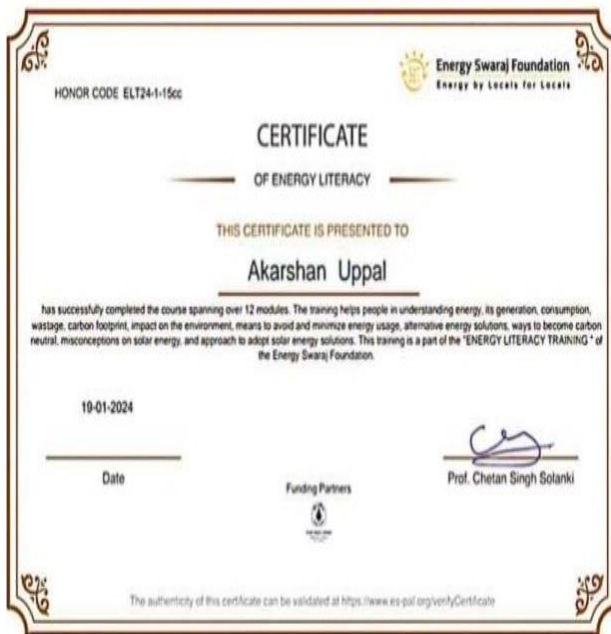 Energy Swaraj Foundation
Energy by Locals for Locals
HONOR CODE ELT24-1-15cc
CERTIFICATE
OF ENERGY LITERACY
THIS CERTIFICATE IS PRESENTED TO
Akarshan Uppal
has successfully completed the course spanning over 12 modules. The training helps people in understanding energy, its generation, consumption,
wastage, carbon footprint, impact on the environment, means to avoid and minimize energy usage, alternative energy solutions, ways to become carbon
neutral, misconceptions on solar energy, and approach to adopt solar energy solutions. This training is a part of the "ENERGY LITERACY TRAINING " of
the Energy Swaraj Foundation.
19-01-2024
Date
Prof. Chetan Singh Solanki
Funding Partners
The authenticity of this certificate can be validated at https://www.es-pal.org/verifyCertificate